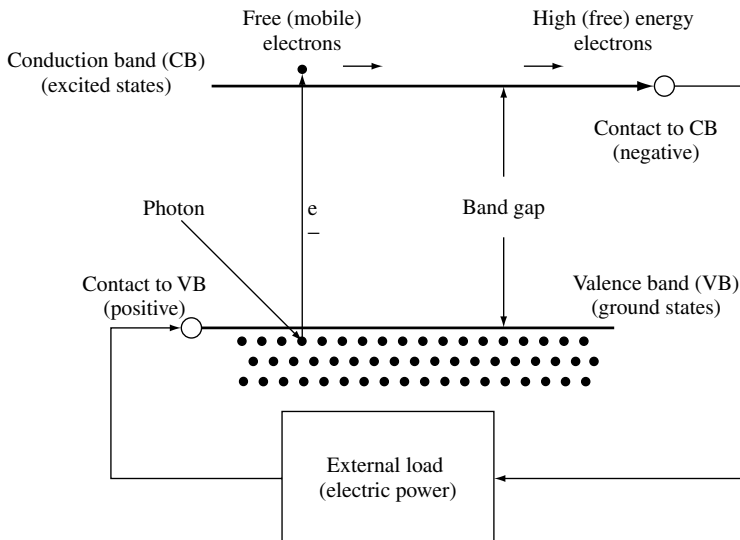 Free (mobile)
electrons
High (free) energy
electrons
Conduction band (CB)
(excited states)
Contact to CB
(negative)
Photon
e
–
Band gap
Contact to VB
(positive)
Valence band (VB)
(ground states)
External load
(electric power)